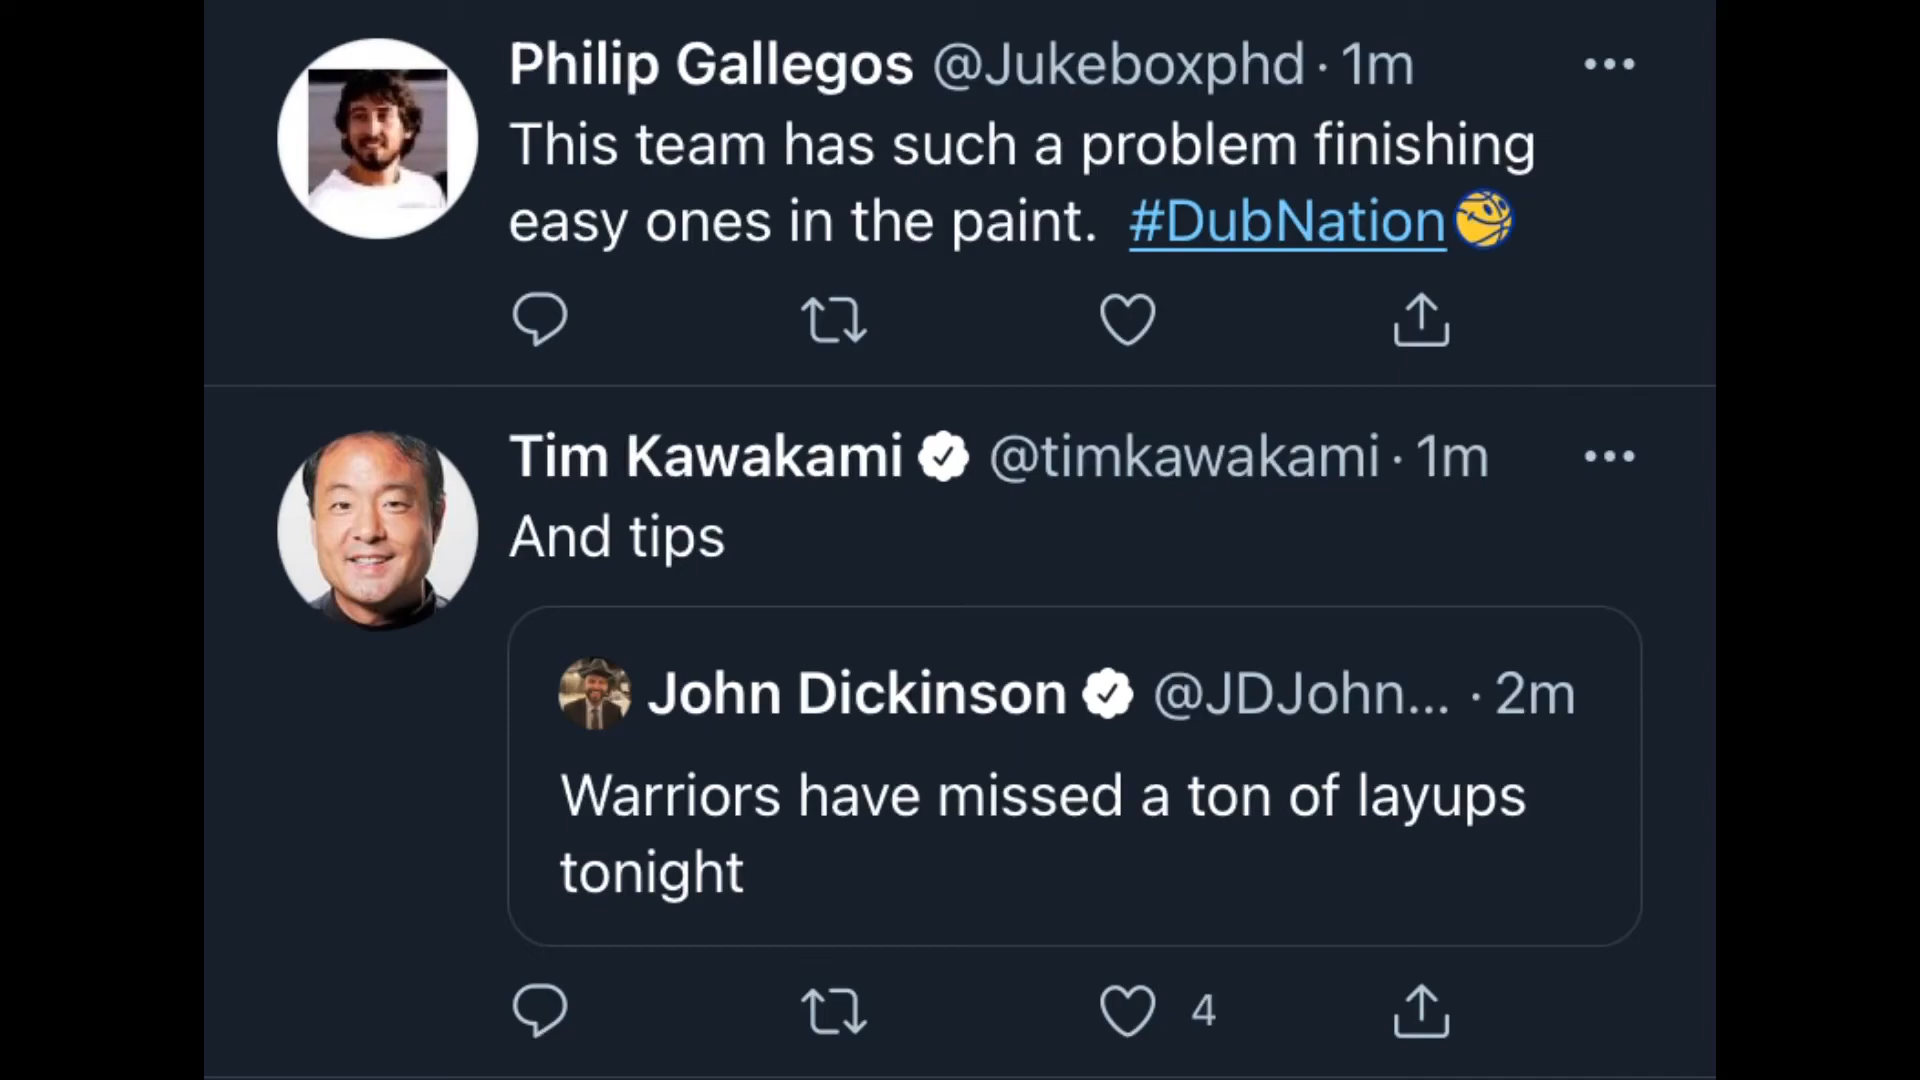 Philip Gallegos @Jukeboxphd · 1m
This team has such a problem finishing
easy ones in the paint. #DubNation
Tim Kawakami @timkawakami · 1m
And tips
John Dickinson @JDJohn... · 2m
Warriors have missed a ton of layups
tonight
4